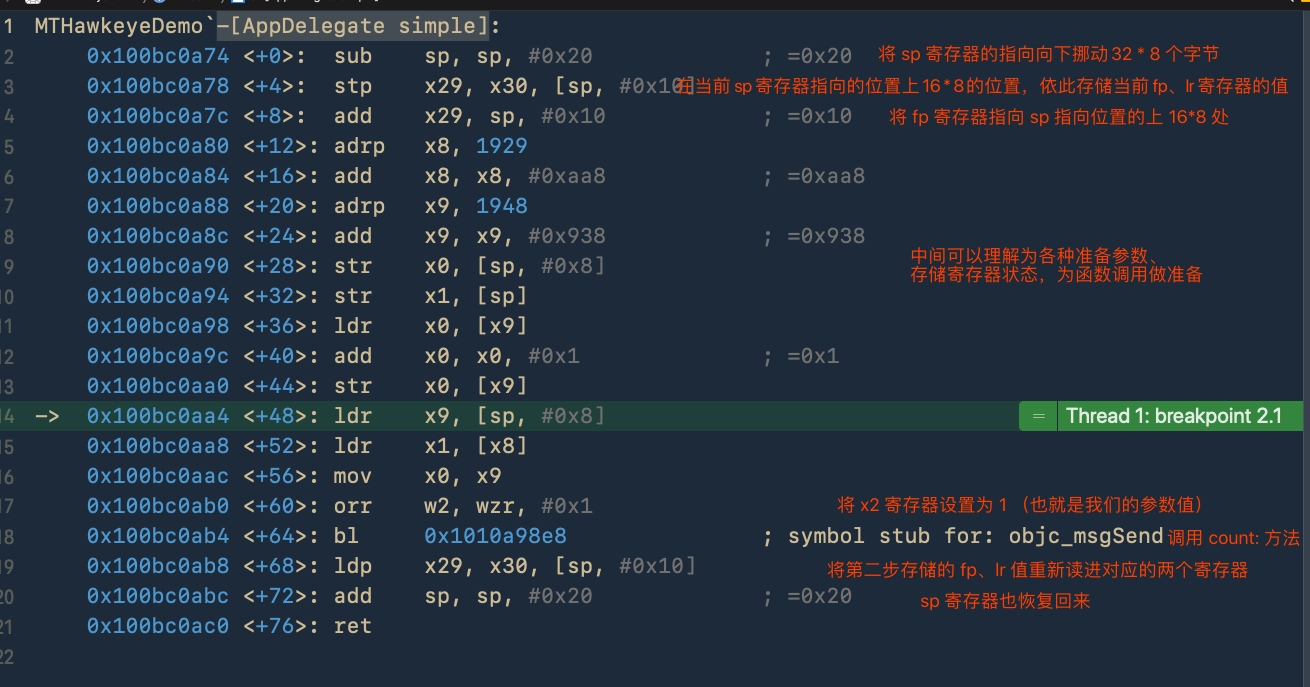 1 MTHawkeyeDemo`-[AppDelegate simple]:
2 0x100bc0a74 <+0>: sub sp, sp, #0x20 ; =0x20 将 sp 寄存器的指向向下挪动 32 * 8 个字节
3 0x100bc0a78 <+4>: stp x29, x30, [sp, #0x10] 在当前 sp 寄存器指向的位置上 16*8 的位置，依此存储当前 fp、lr 寄存器的值
4 0x100bc0a7c <+8>: add x29, sp, #0x10 ; =0x10 将 fp 寄存器指向 sp 指向位置的上 16*8 处
5 0x100bc0a80 <+12>: adrp x8, 1929
6 0x100bc0a84 <+16>: add x8, x8, #0xaa8 ; =0xaa8
7 0x100bc0a88 <+20>: adrp x9, 1948
8 0x100bc0a8c <+24>: add x9, x9, #0x938 ; =0x938
中间可以理解为各种准备参数、
9 0x100bc0a90 <+28>: str x0, [sp, #0x8]
存储寄存器状态，为函数调用做准备
10 0x100bc0a94 <+32>: str x1, [sp]
11 0x100bc0a98 <+36>: ldr x0, [x9]
12 0x100bc0a9c <+40>: add x0, x0, #0x1 ; =0x1
13 0x100bc0aa0 <+44>: str x0, [x9]
14 -> 0x100bc0aa4 <+48>: ldr x9, [sp, #0x8] = Thread 1: breakpoint 2.1
15 0x100bc0aa8 <+52>: ldr x1, [x8]
16 0x100bc0aac <+56>: mov x0, x9
17 0x100bc0ab0 <+60>: orr w2, wzr, #0x1 将 x2 寄存器设置为 1 （也就是我们的参数值）
18 0x100bc0ab4 <+64>: bl 0x1010a98e8 ; symbol stub for: objc_msgSend 调用 count: 方法
19 0x100bc0ab8 <+68>: ldp x29, x30, [sp, #0x10] 将第二步存储的 fp、lr 值重新读进对应的两个寄存器
20 0x100bc0abc <+72>: add sp, sp, #0x20 ; =0x20 sp 寄存器也恢复回来
21 0x100bc0ac0 <+76>: ret
22